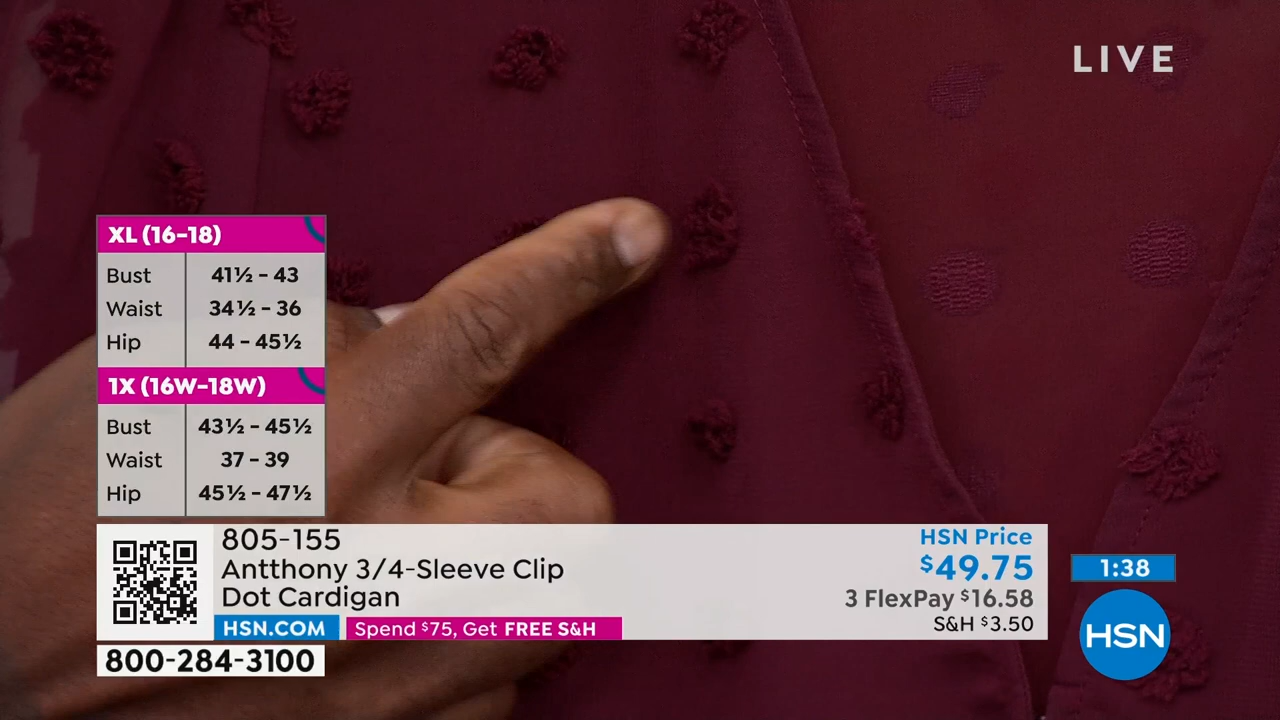 LIVE
XL (16-18)
Bust 41½ - 43
Waist 34½ - 36
Hip 44 - 45½
1X (16W-18W)
Bust 43½ - 45½
Waist 37 - 39
Hip 45½ - 47½
805-155
Antthony 3/4-Sleeve Clip
Dot Cardigan
HSN.COM
Spend $75, Get FREE S&H
HSN Price
$49.75
3 FlexPay $16.58
S&H $3.50
1:38
HSN
800-284-3100